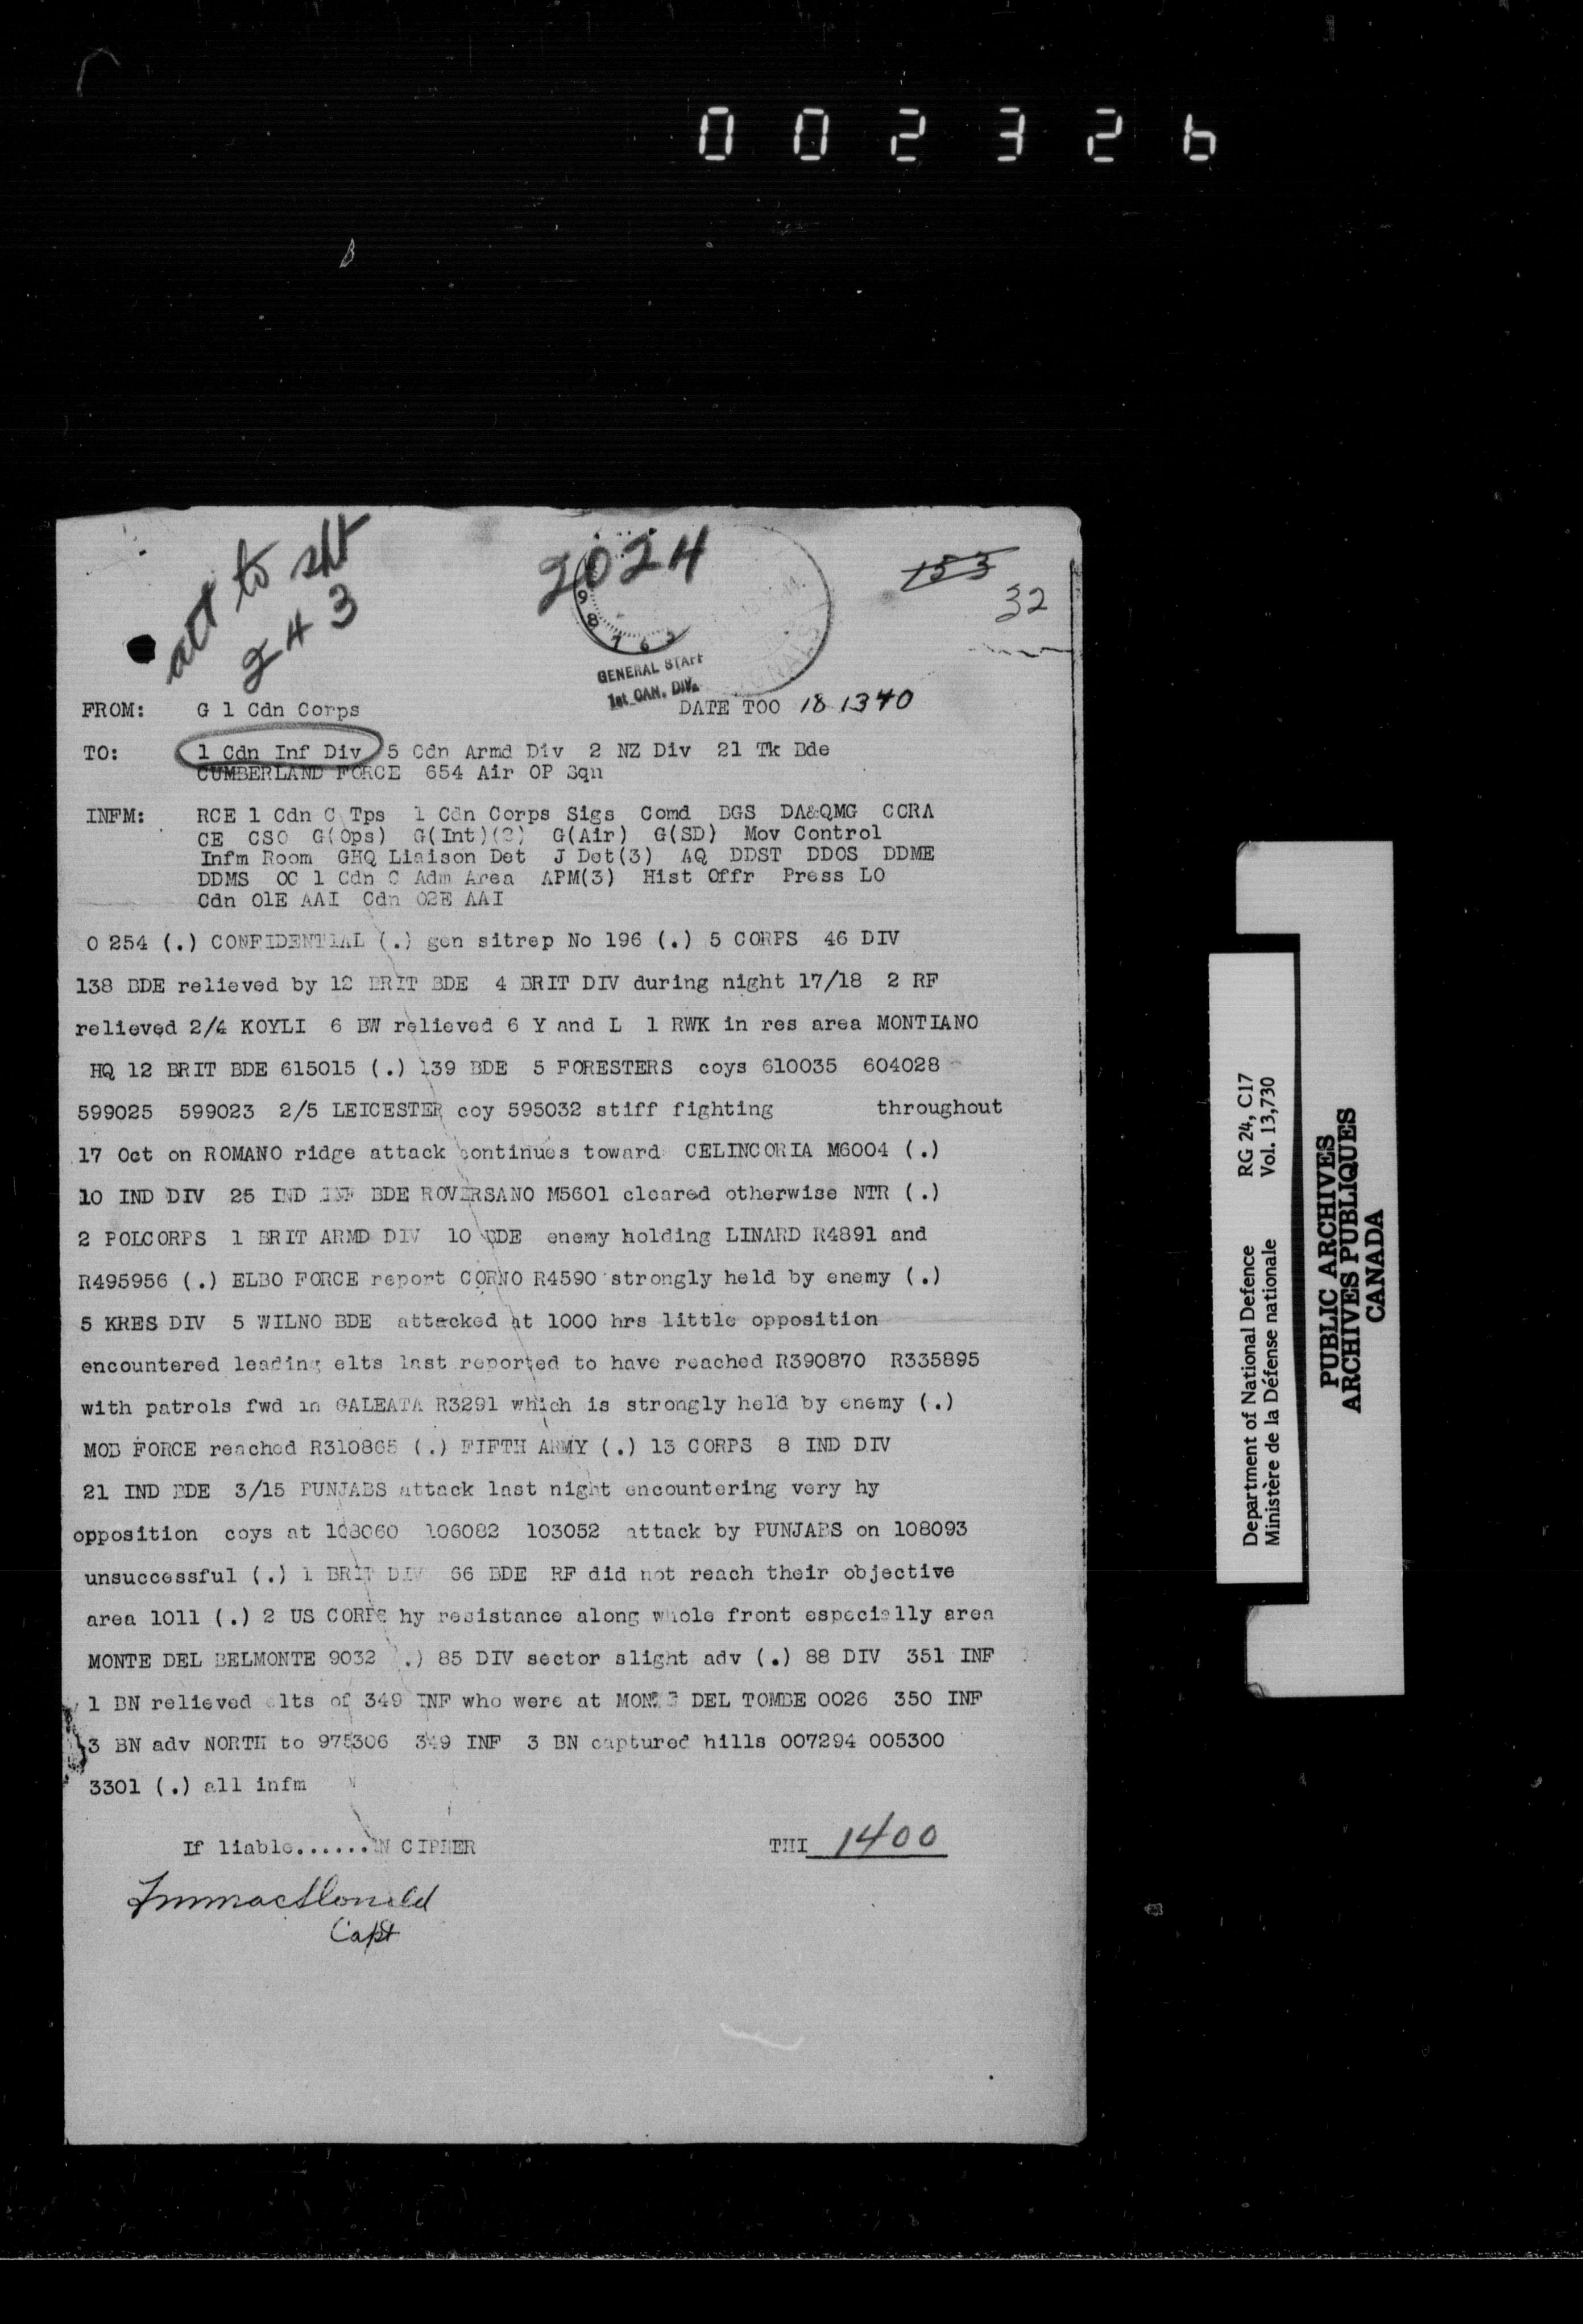 002326
att to sht
243
2024
153
32
9 8 7 6 5
SIGNALS
GENERAL STAFF
1st CAN. DIV.
FROM: G 1 Cdn Corps DATE TOO 181340
TO: 1 Cdn Inf Div 5 Cdn Armd Div 2 NZ Div 21 Tk Bde
CUMBERLAND FORCE 654 Air OP Sqn
INFM: RCE 1 Cdn C Tps 1 Cdn Corps Sigs Comd BGS DA&QMG CCRA
CE CSO G(Ops) G(Int)(2) G(Air) G(SD) Mov Control
Infm Room GHQ Liaison Det J Det(3) AQ DDST DDOS DDME
DDMS OC 1 Cdn C Adm Area APM(3) Hist Offr Press LO
Cdn O1E AAI Cdn O2E AAI
O 254 (.) CONFIDENTIAL (.) gen sitrep No 196 (.) 5 CORPS 46 DIV
138 BDE relieved by 12 BRIT BDE 4 BRIT DIV during night 17/18 2 RF
relieved 2/4 KOYLI 6 BW relieved 6 Y and L 1 RWK in res area MONTIANO
HQ 12 BRIT BDE 615015 (.) 139 BDE 5 FORESTERS coys 610035 604028
599025 599023 2/5 LEICESTER coy 595032 stiff fighting throughout
17 Oct on ROMANO ridge attack continues toward CELINCORIA M6004 (.)
10 IND DIV 25 IND INF BDE ROVERSANO M5601 cleared otherwise NTR (.)
2 POLCORPS 1 BRIT ARMD DIV 10 BDE enemy holding LINARD R4891 and
R495956 (.) ELBO FORCE report CORNO R4590 strongly held by enemy (.)
5 KRES DIV 5 WILNO BDE attacked at 1000 hrs little opposition
encountered leading elts last reported to have reached R390870 R335895
with patrols fwd in GALEATA R3291 which is strongly held by enemy (.)
MOB FORCE reached R310865 (.) FIFTH ARMY (.) 13 CORPS 8 IND DIV
21 IND BDE 3/15 PUNJABS attack last night encountering very hy
opposition coys at 108060 106082 103052 attack by PUNJABS on 108093
unsuccessful (.) 1 BRIT DIV 66 BDE RF did not reach their objective
area 1011 (.) 2 US CORPS hy resistance along whole front especially area
MONTE DEL BELMONTE 9032 (.) 85 DIV sector slight adv (.) 88 DIV 351 INF
1 BN relieved elts of 349 INF who were at MONTE DEL TOMBE 0026 350 INF
3 BN adv NORTH to 975306 349 INF 3 BN captured hills 007294 005300
3301 (.) all infm
If liable......IN CIPHER THI 1400
Capt
Department of National Defence RG 24, C17
Ministère de la Défense nationale Vol. 13,730
PUBLIC ARCHIVES
ARCHIVES PUBLIQUES
CANADA